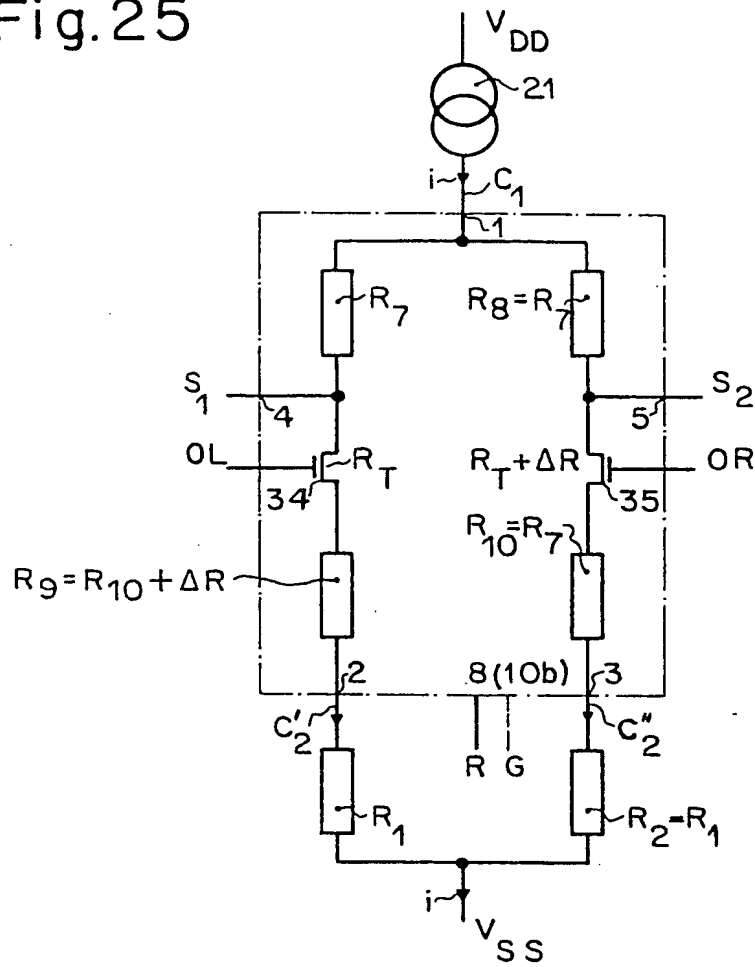 Fig.25
V_DD
21
i
C_1
1
R_7
R_8=R_7
S_1
4
5
S_2
OL
R_T
R_T+ΔR
OR
34
35
R_10=R_7
R_9=R_10+ΔR
2
8(10b)
3
C'_2
C"_2
R G
R_1
R_2=R_1
i
V_SS